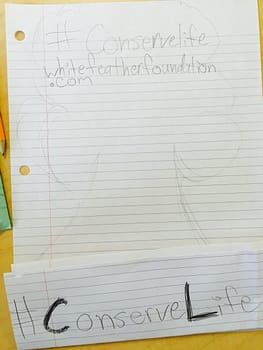 # Conservelife
whitefeatherfoundation
.com
#ConserveLife